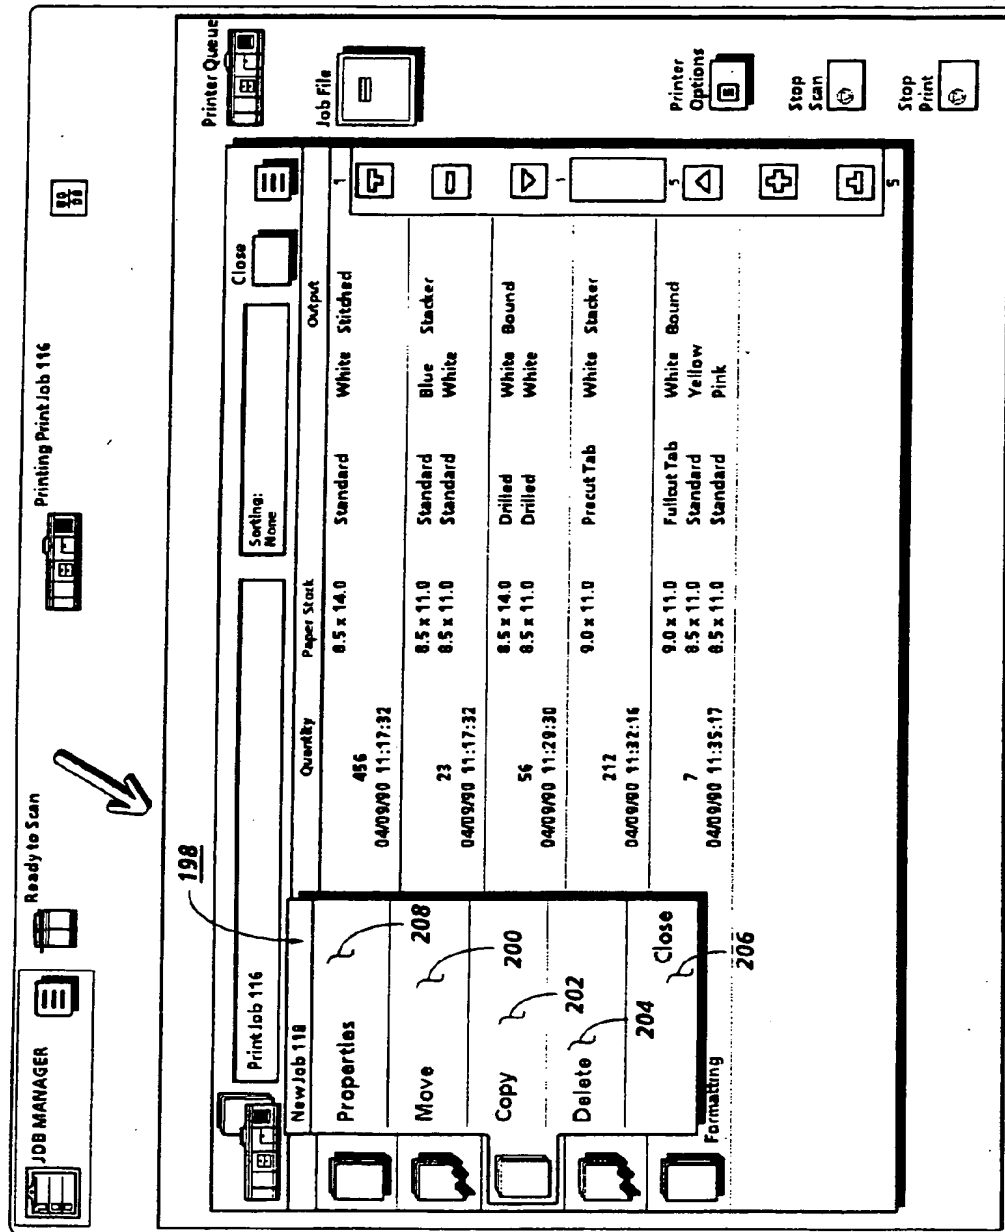 JOB MANAGER
Ready to Scan
Printing Print Job 116
198
Print Job 116
Sorting:
None
Close
Printer Queue
New Job 118
Quantity Paper Stock Output
Properties
208
456 8.5 x 14.0 Standard White Stitched
04/09/90 11:17:32
1
Job File
Move
200
23 8.5 x 11.0 Standard Blue Stacker
04/09/90 11:17:32 8.5 x 11.0 Standard White
Copy
202
56 8.5 x 14.0 Drilled White Bound
04/09/90 11:29:30 8.5 x 11.0 Drilled White
1
Delete
204
212 9.0 x 11.0 Precut Tab White Stacker
04/09/90 11:32:16
5
Printer
Options
Close
206
Formatting
7 9.0 x 11.0 Fullcut Tab White Bound
04/09/90 11:35:17 8.5 x 11.0 Standard Yellow
8.5 x 11.0 Standard Pink
Stop
Scan
5
Stop
Print